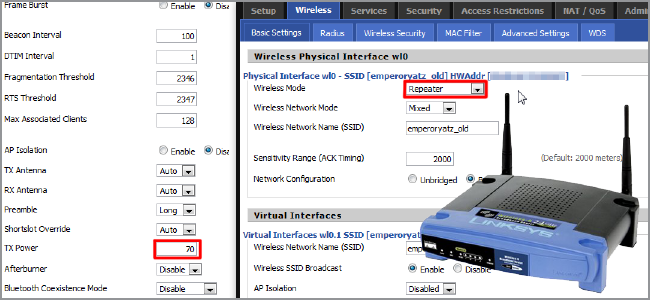 Frame Burst Enable
Beacon Interval 100
DTIM Interval 1
Fragmentation Threshold 2346
RTS Threshold 2347
Max Associated Clients 128
AP Isolation Enable
TX Antenna Auto
RX Antenna Auto
Preamble Long
Shortslot Override Auto
TX Power 70
Afterburner Disable
Bluetooth Coexistence Mode Disable
Setup Wireless Services Security Access Restrictions NAT / QoS
Basic Settings Radius Wireless Security MAC Filter Advanced Settings WDS
Wireless Physical Interface wl0
Physical Interface wl0 - SSID [emperoryatz_old] HWAddr [ ]
Wireless Mode Repeater
Wireless Network Mode Mixed
Wireless Network Name (SSID) emperoryatz_old
Sensitivity Range (ACK Timing) 2000 (Default: 2000 meters)
Network Configuration Unbridged
Virtual Interfaces
Virtual Interfaces wl0.1 SSID [emperoryat
Wireless Network Name (SSID) emp
Wireless SSID Broadcast Enable Disable
AP Isolation Disabled
LINKSYS